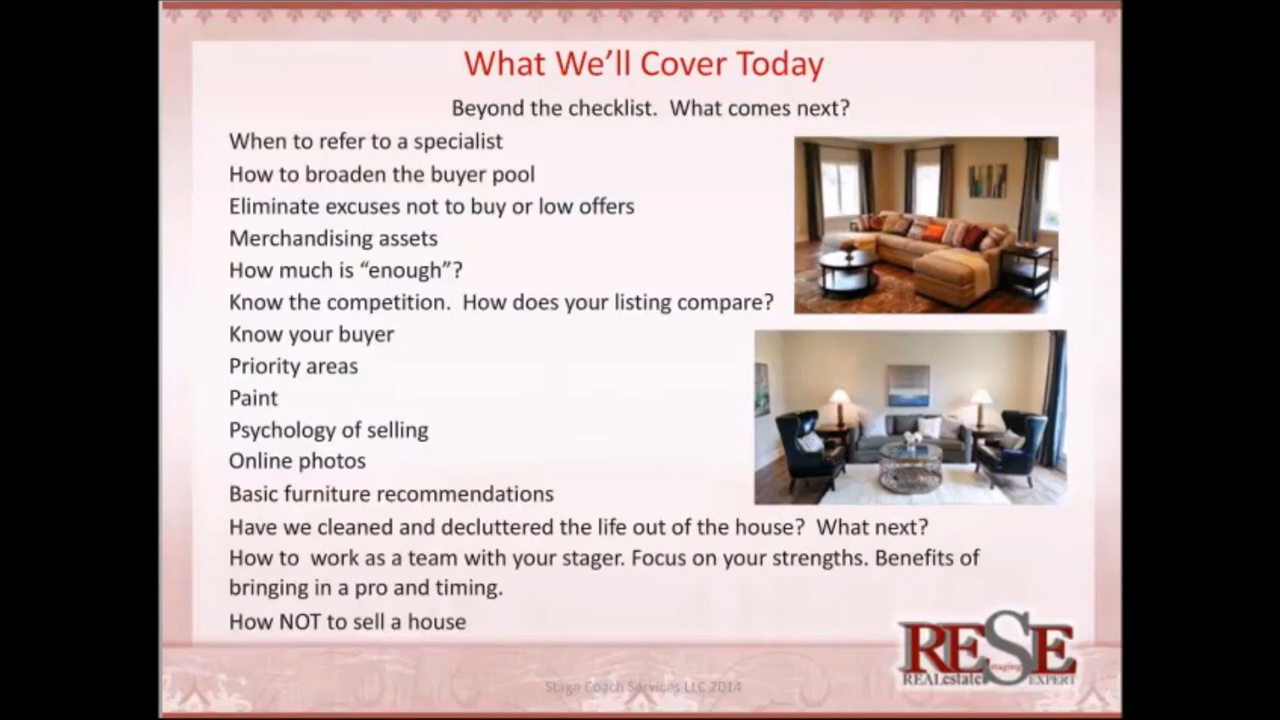 What We'll Cover Today
Beyond the checklist.  What comes next?
When to refer to a specialist
How to broaden the buyer pool
Eliminate excuses not to buy or low offers
Merchandising assets
How much is “enough”?
Know the competition.  How does your listing compare?
Know your buyer
Priority areas
Paint
Psychology of selling
Online photos
Basic furniture recommendations
Have we cleaned and decluttered the life out of the house?  What next?
How to  work as a team with your stager. Focus on your strengths. Benefits of
bringing in a pro and timing.
How NOT to sell a house
RESE
staging
REALestate EXPERT
Stage Coach Services LLC 2014